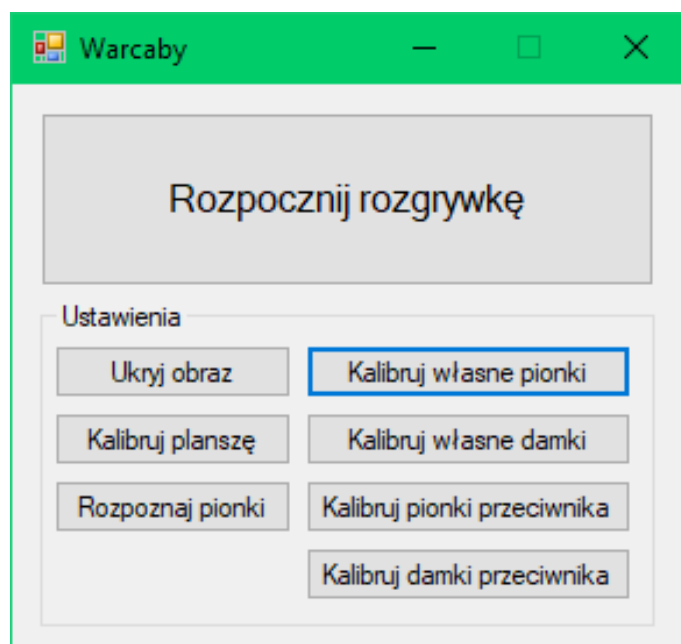 Warcaby
Rozpocznij rozgrywkę
Ustawienia
Ukryj obraz
Kalibruj własne pionki
Kalibruj planszę
Kalibruj własne damki
Rozpoznaj pionki
Kalibruj pionki przeciwnika
Kalibruj damki przeciwnika